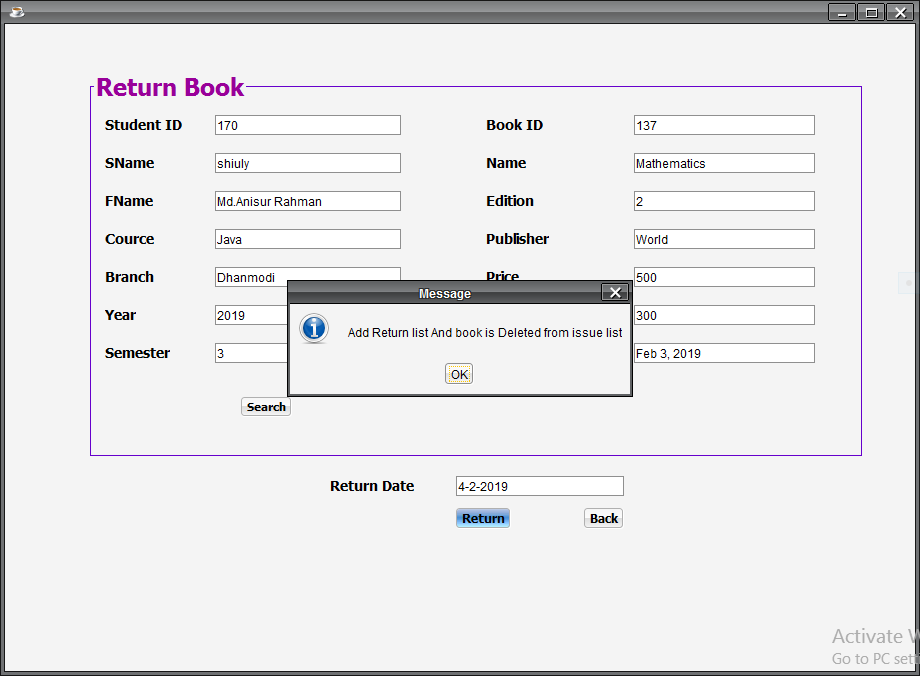 Return Book
Student ID 170 Book ID 137
SName shiuly Name Mathematics
FName Md.Anisur Rahman Edition 2
Cource Java Publisher World
Branch Dhanmodi Price 500
Message
Year 2019 300
Add Return list And book is Deleted from issue list
Semester 3 Feb 3, 2019
OK
Search
Return Date 4-2-2019
Return Back
Activate W
Go to PC sett